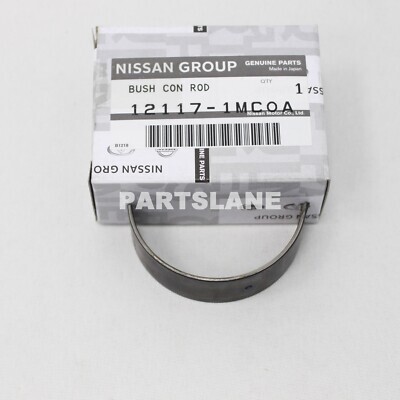 NISSAN GROUP
GENUINE PARTS
Made in Japan
BUSH CON ROD
QTY
1
12117-1MC0A
Nissan Motor Co., Ltd.
NISSAN GRO
PARTSLANE
GROUP